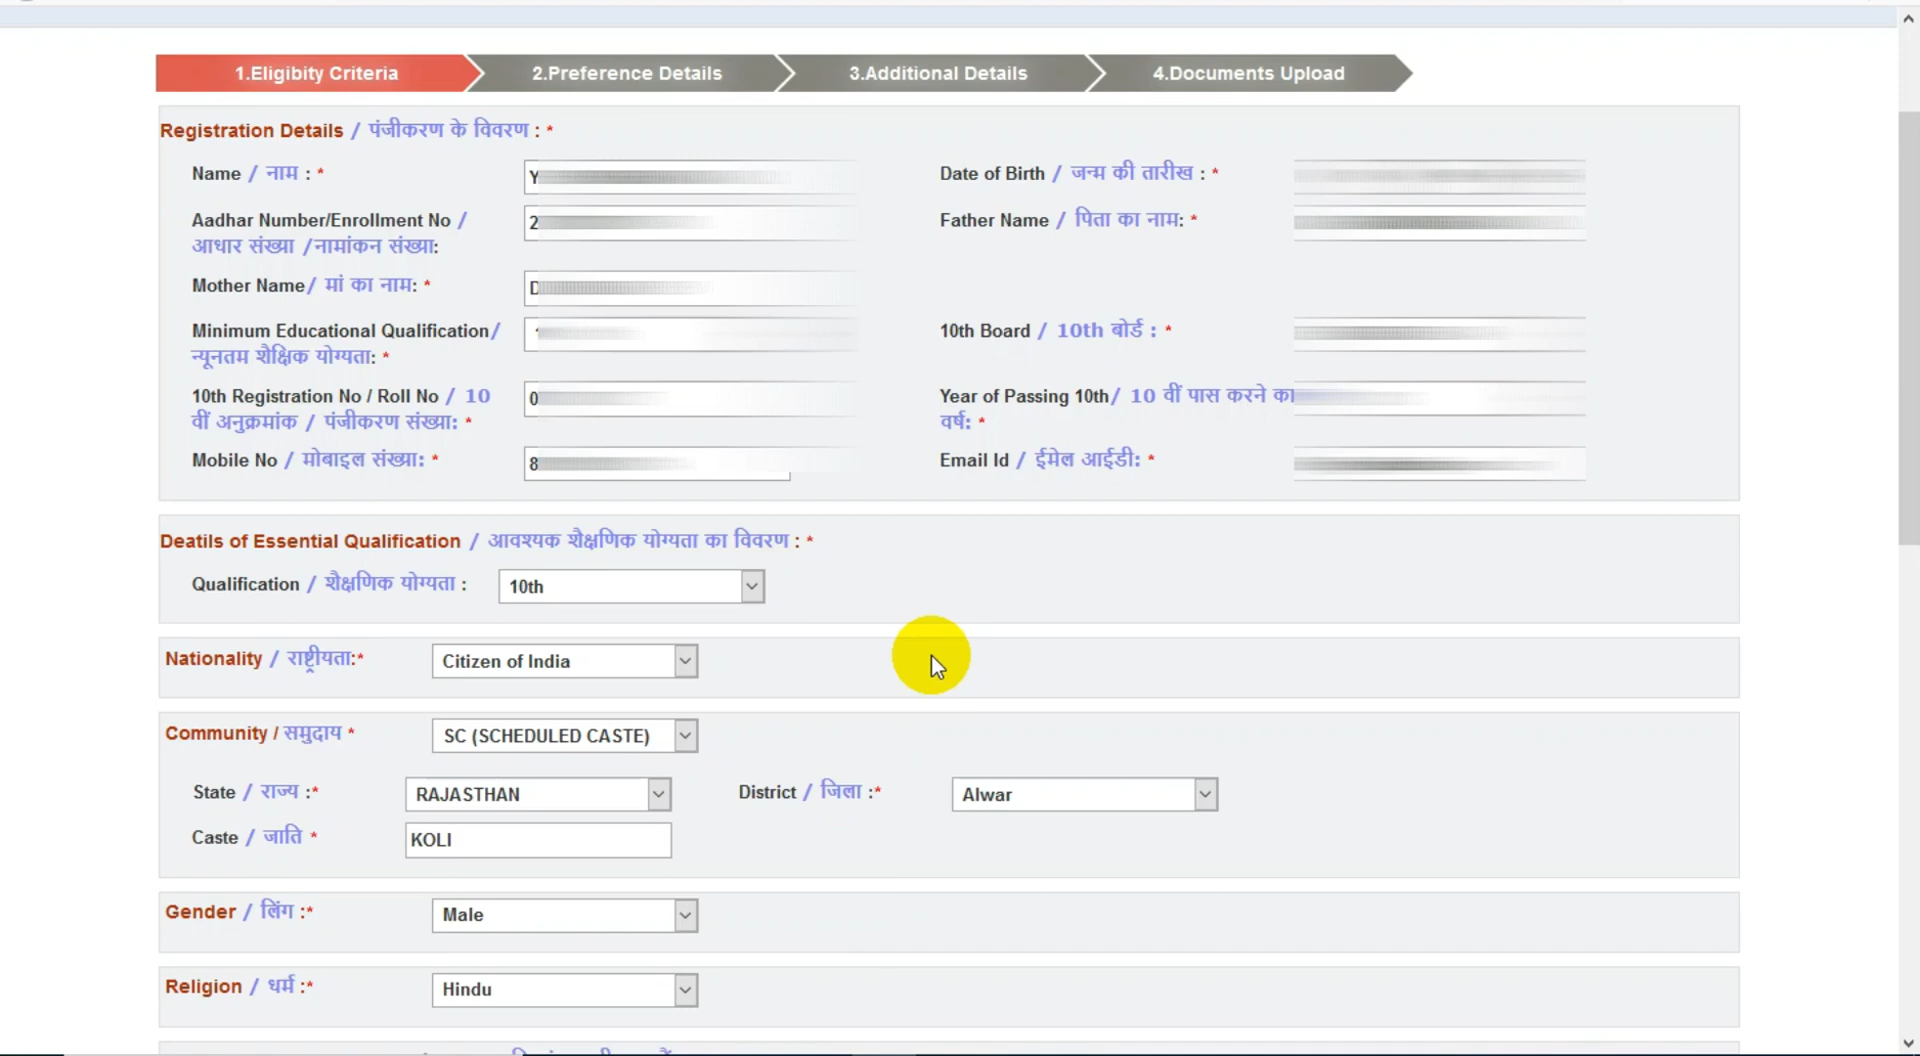 1.Eligibity Criteria 2.Preference Details 3.Additional Details 4.Documents Upload
Registration Details / पंजीकरण के विवरण : *
Name / नाम : * Y Date of Birth / जन्म की तारीख : *
Aadhar Number/Enrollment No / 2 Father Name / पिता का नाम: *
आधार संख्या /नामांकन संख्या:
Mother Name/ मां का नाम: * D
Minimum Educational Qualification/ 10th Board / 10th बोर्ड : *
न्यूनतम शैक्षिक योग्यता: *
10th Registration No / Roll No / 10 0 Year of Passing 10th/ 10 वीं पास करने का
वीं अनुक्रमांक / पंजीकरण संख्या: * वर्ष: *
Mobile No / मोबाइल संख्या: * 8 Email Id / ईमेल आईडी: *
Deatils of Essential Qualification / आवश्यक शैक्षणिक योग्यता का विवरण : *
Qualification / शैक्षणिक योग्यता : 10th
Nationality / राष्ट्रीयता:* Citizen of India
Community / समुदाय * SC (SCHEDULED CASTE)
State / राज्य :* RAJASTHAN District / जिला :* Alwar
Caste / जाति * KOLI
Gender / लिंग :* Male
Religion / धर्म :* Hindu